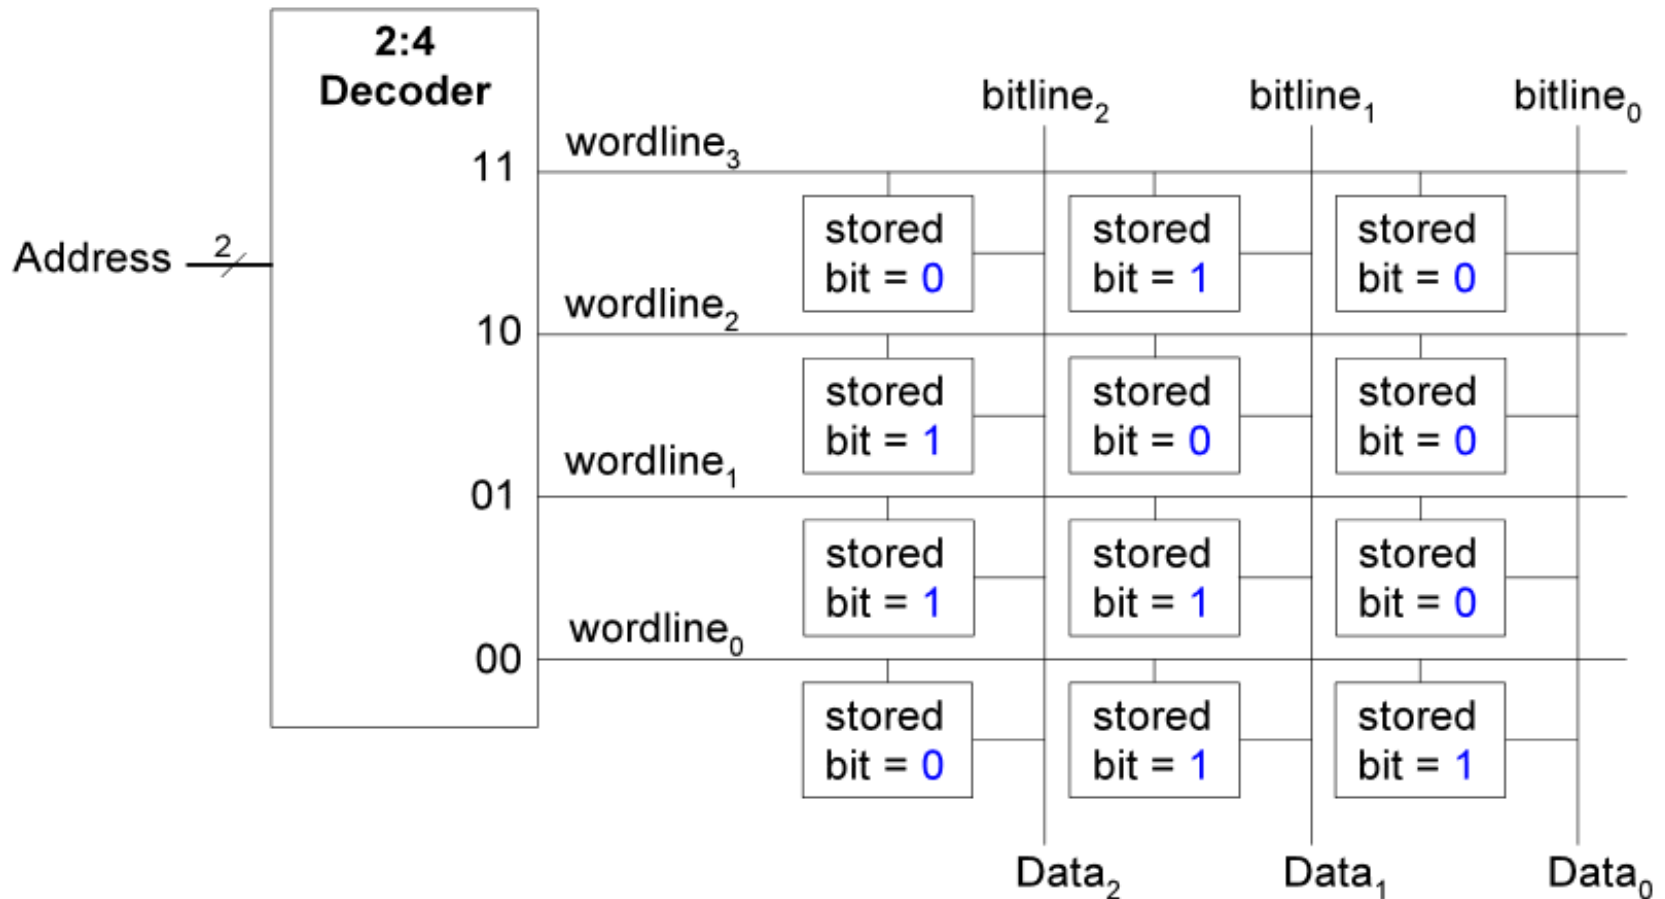 2:4
Decoder
bitline₂ bitline₁ bitline₀
wordline₃
11
stored stored stored
bit = 0 bit = 1 bit = 0
Address 2
wordline₂
10
stored stored stored
bit = 1 bit = 0 bit = 0
wordline₁
01
stored stored stored
bit = 1 bit = 1 bit = 0
wordline₀
00
stored stored stored
bit = 0 bit = 1 bit = 1
Data₂ Data₁ Data₀